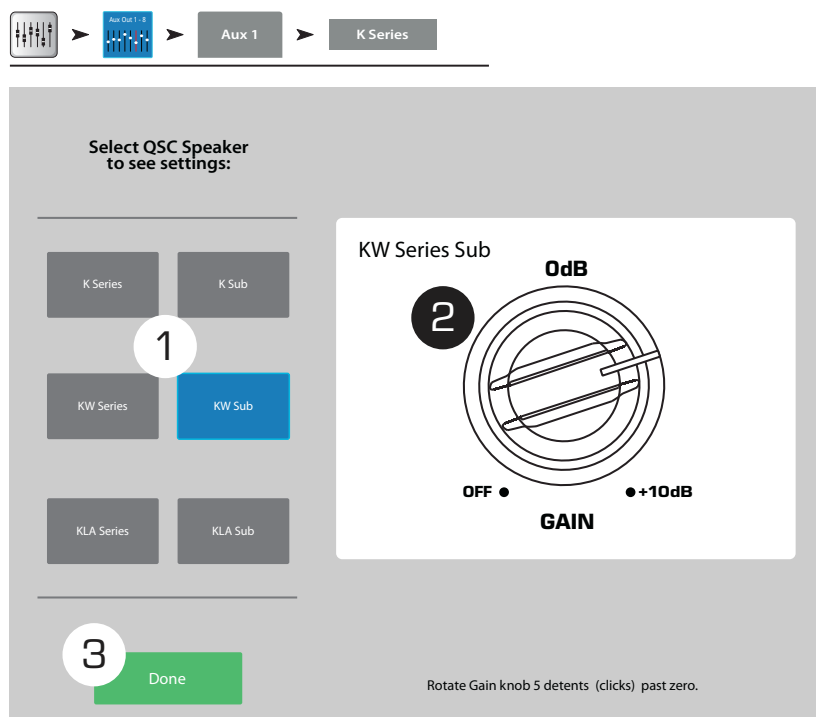 Aux Out 1 - 8
Aux 1
K Series
Select QSC Speaker
to see settings:
K Series
K Sub
1
KW Series
KW Sub
KLA Series
KLA Sub
3
Done
KW Series Sub
0dB
2
OFF
+10dB
GAIN
Rotate Gain knob 5 detents (clicks) past zero.